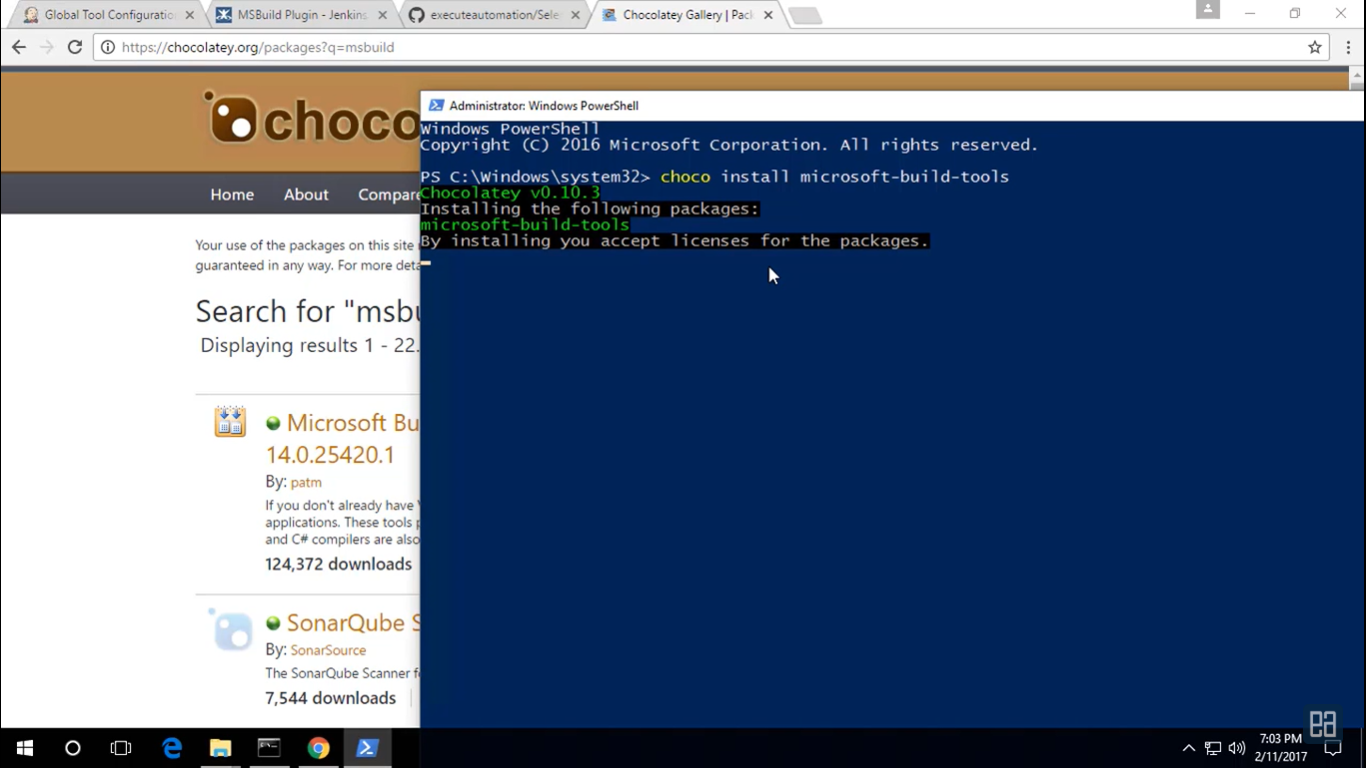 Global Tool Configuratio
MSBuild Plugin - Jenkins
executeautomation/Sele
Chocolatey Gallery | Pac
https://chocolatey.org/packages?q=msbuild
choco
Home About Compare
Your use of the packages on this site
guaranteed in any way. For more deta
Search for "msbu
Displaying results 1 - 22.
Microsoft Bu
14.0.25420.1
By: patm
If you don't already have
applications. These tools p
and C# compilers are also
124,372 downloads
SonarQube S
By: SonarSource
The SonarQube Scanner f
7,544 downloads
Administrator: Windows PowerShell
Windows PowerShell
Copyright (C) 2016 Microsoft Corporation. All rights reserved.
PS C:\Windows\system32> choco install microsoft-build-tools
Chocolatey v0.10.3
Installing the following packages:
microsoft-build-tools
By installing you accept licenses for the packages.
7:03 PM
2/11/2017